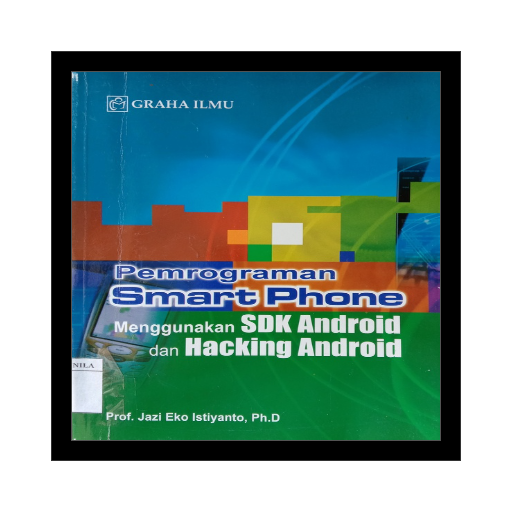 GRAHA ILMU
Pemrograman
Smart Phone
Menggunakan SDK Android
dan Hacking Android
NILA
Prof. Jazi Eko Istiyanto, Ph.D